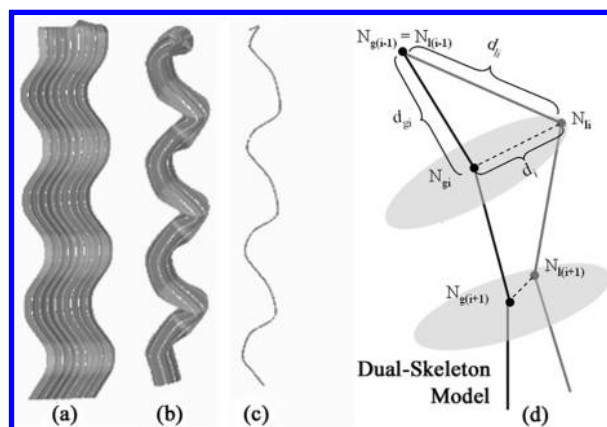 N_g(i-1) = N_l(i-1)
d_li
d_gi
N_li
N_gi
d_i
N_l(i+1)
N_g(i+1)
Dual-Skeleton
Model
(a) (b) (c) (d)